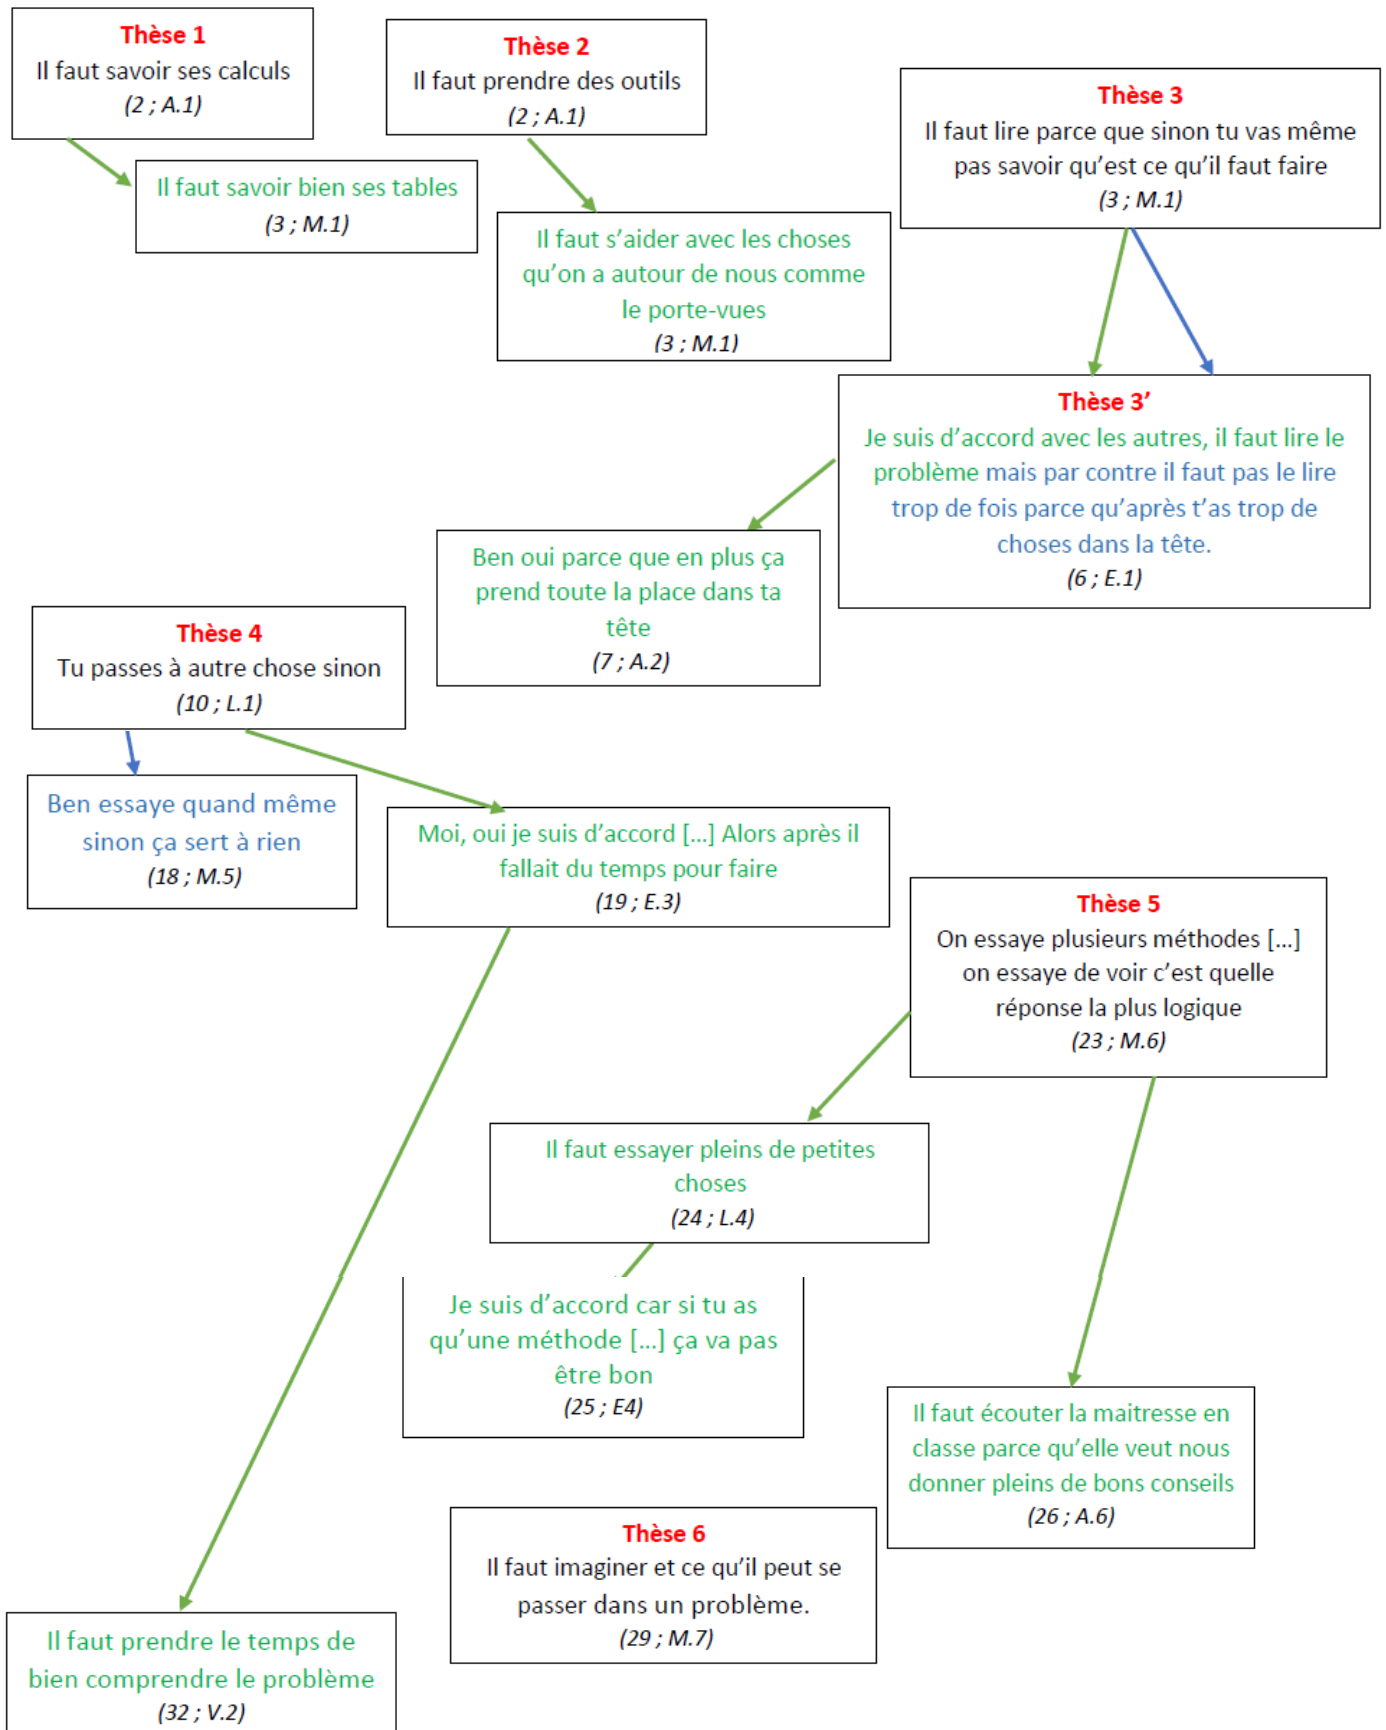 Thèse 1
Il faut savoir ses calculs
(2 ; A.1)
Thèse 2
Il faut prendre des outils
(2 ; A.1)
Thèse 3
Il faut lire parce que sinon tu vas même
pas savoir qu’est ce qu’il faut faire
(3 ; M.1)
Il faut savoir bien ses tables
(3 ; M.1)
Il faut s’aider avec les choses
qu’on a autour de nous comme
le porte-vues
(3 ; M.1)
Thèse 3’
Je suis d’accord avec les autres, il faut lire le
problème mais par contre il faut pas le lire
trop de fois parce qu’après t’as trop de
choses dans la tête.
(6 ; E.1)
Ben oui parce que en plus ça
prend toute la place dans ta
tête
(7 ; A.2)
Thèse 4
Tu passes à autre chose sinon
(10 ; L.1)
Ben essaye quand même
sinon ça sert à rien
(18 ; M.5)
Moi, oui je suis d’accord [...] Alors après il
fallait du temps pour faire
(19 ; E.3)
Thèse 5
On essaye plusieurs méthodes [...]
on essaye de voir c’est quelle
réponse la plus logique
(23 ; M.6)
Il faut essayer pleins de petites
choses
(24 ; L.4)
Je suis d’accord car si tu as
qu’une méthode [...] ça va pas
être bon
(25 ; E4)
Il faut écouter la maitresse en
classe parce qu’elle veut nous
donner pleins de bons conseils
(26 ; A.6)
Thèse 6
Il faut imaginer et ce qu’il peut se
passer dans un problème.
(29 ; M.7)
Il faut prendre le temps de
bien comprendre le problème
(32 ; V.2)